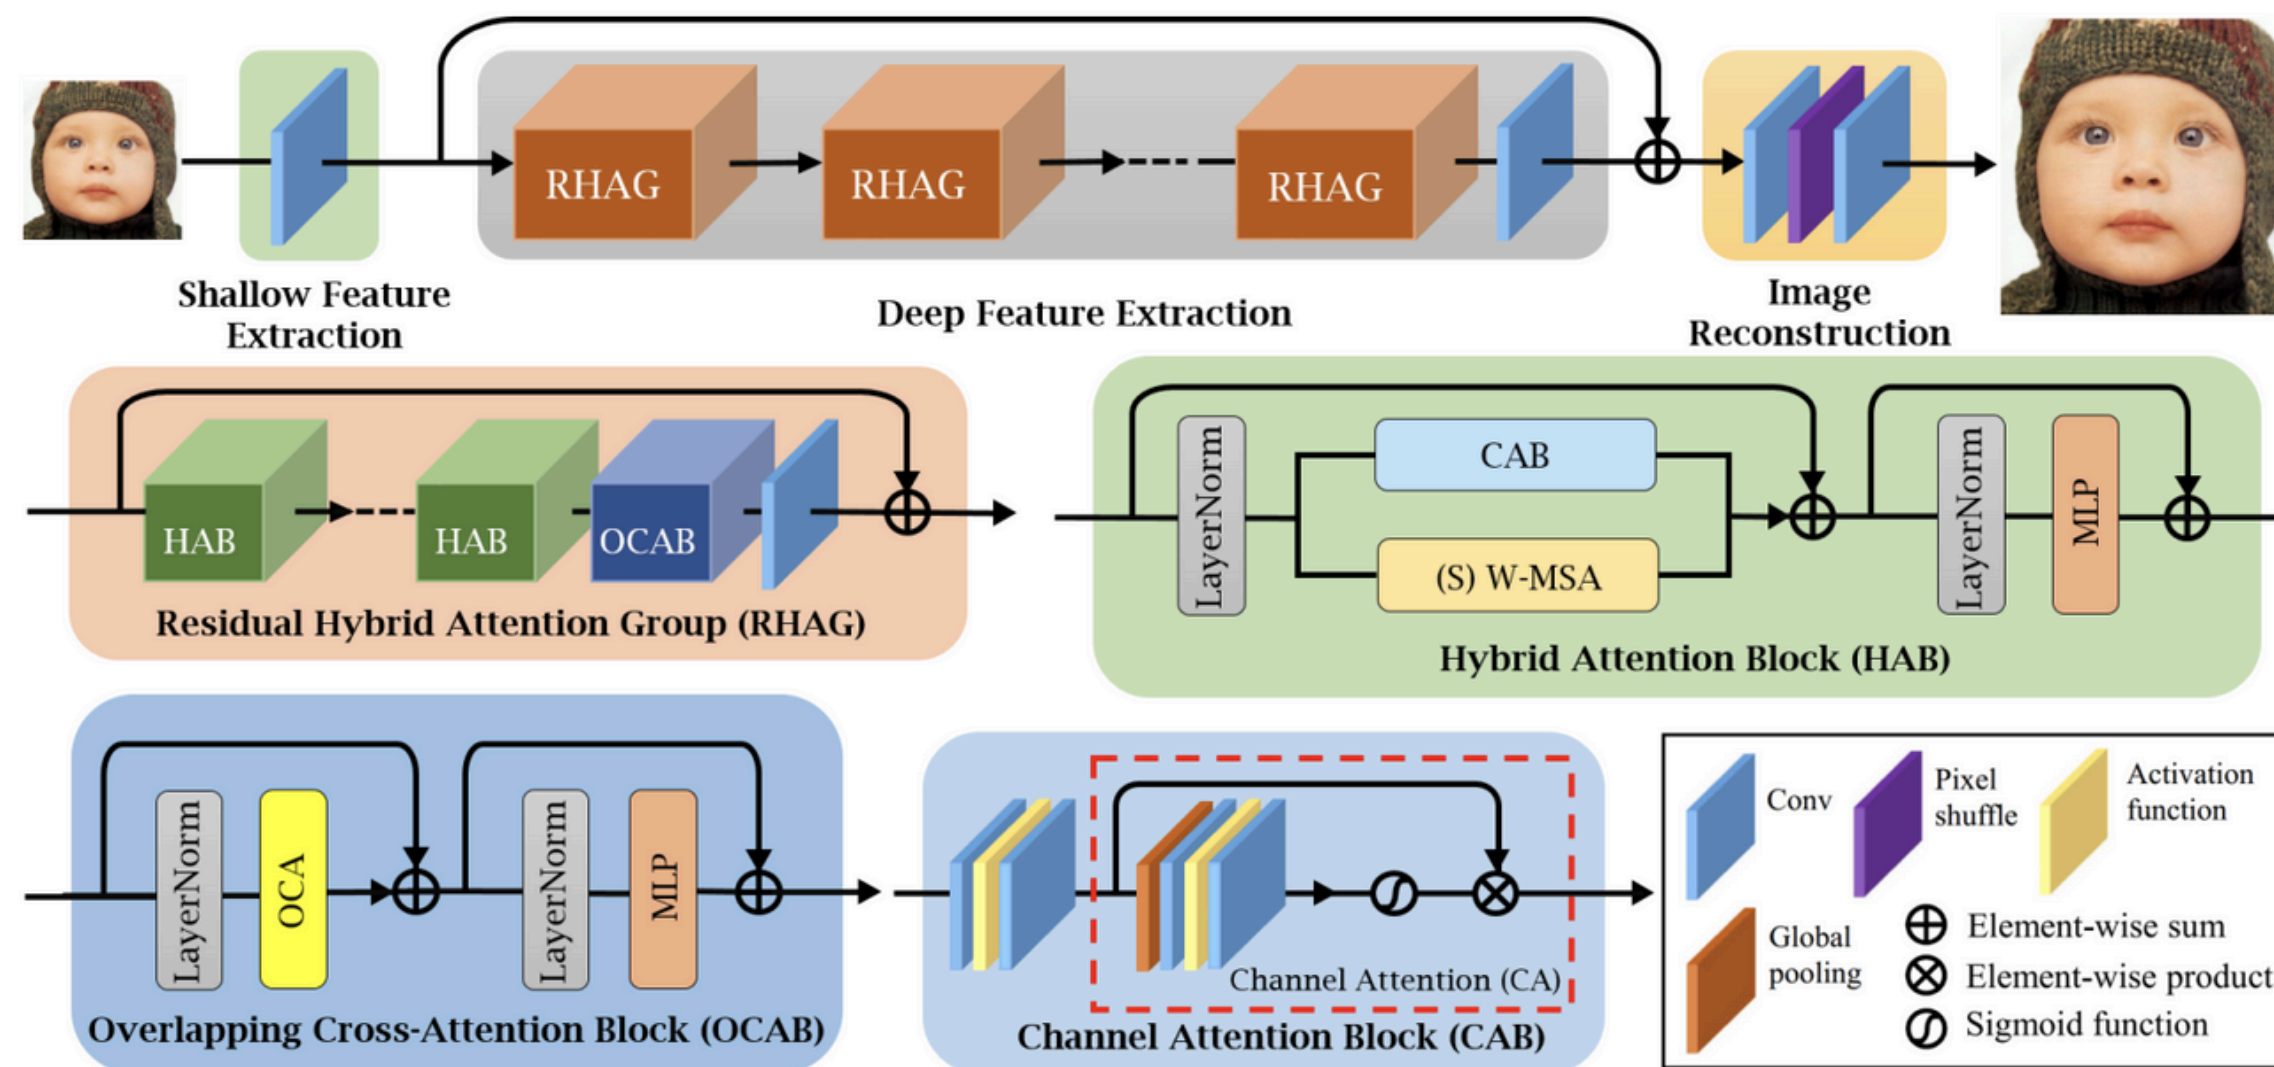 RHAG
RHAG
RHAG
Shallow Feature
Extraction
Deep Feature Extraction
Image
Reconstruction
HAB
HAB
OCAB
Residual Hybrid Attention Group (RHAG)
LayerNorm
CAB
(S) W-MSA
LayerNorm
MLP
Hybrid Attention Block (HAB)
LayerNorm
OCA
LayerNorm
MLP
Overlapping Cross-Attention Block (OCAB)
Channel Attention (CA)
Channel Attention Block (CAB)
Conv
Pixel
shuffle
Activation
function
Global
pooling
Element-wise sum
Element-wise product
Sigmoid function